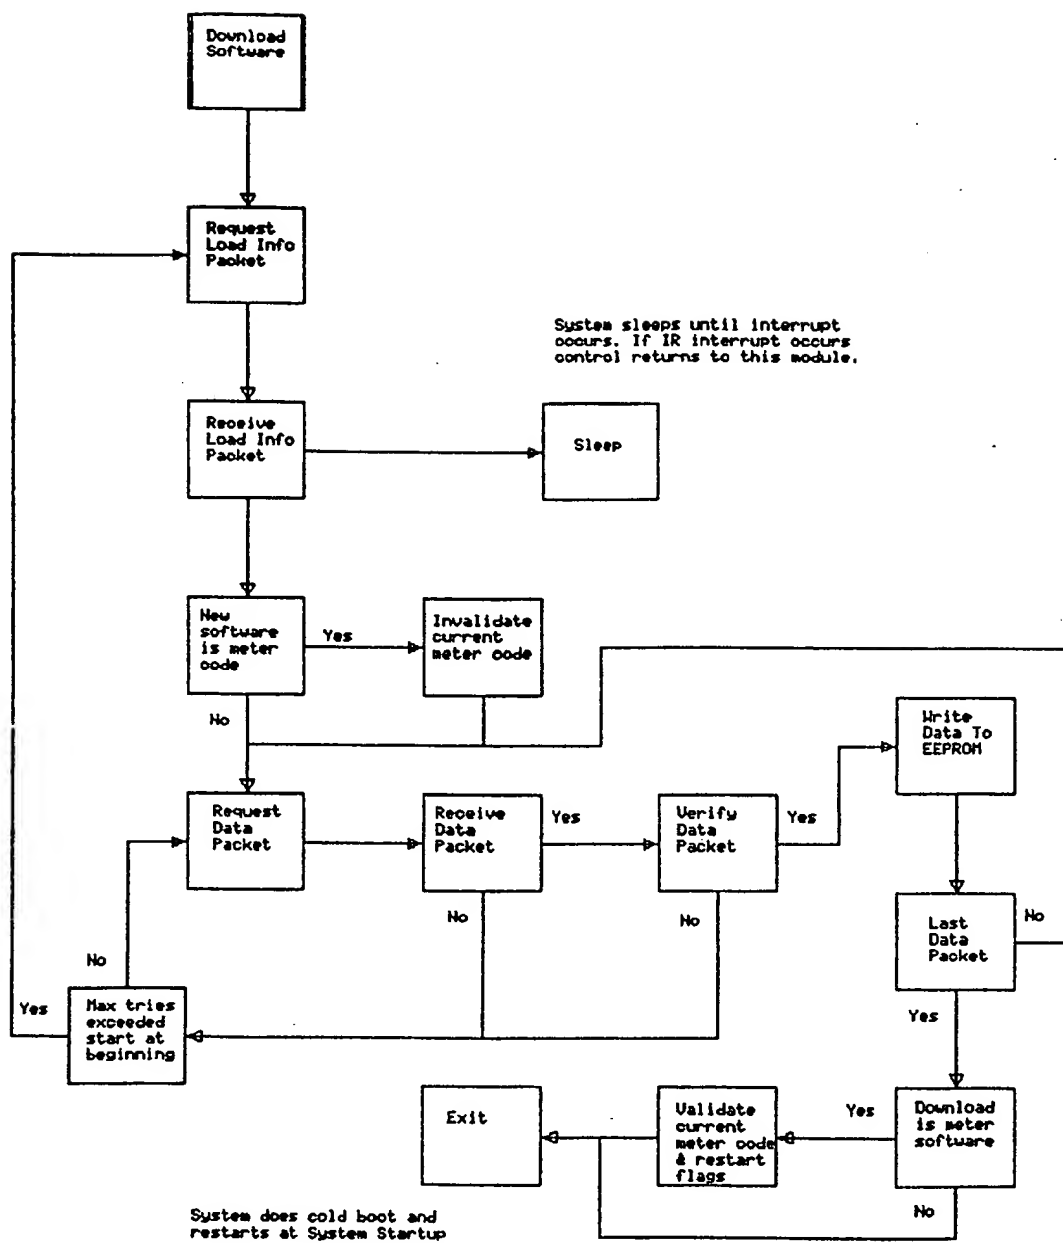 Download
Software
Request
Load Info
Packet
System sleeps until interrupt
occurs. If IR interrupt occurs
control returns to this module.
Receive
Load Info
Packet
Sleep
New
software
is meter
code
Yes
Invalidate
current
meter code
No
Write
Data To
EEPROM
Request
Data
Packet
Receive
Data
Packet
Yes
Verify
Data
Packet
Yes
No
No
Last
Data
Packet
No
No
Yes
Max tries
exceeded
start at
beginning
Yes
Exit
Validate
current
meter code
& restart
flags
Yes
Download
is meter
software
No
System does cold boot and
restarts at System Startup